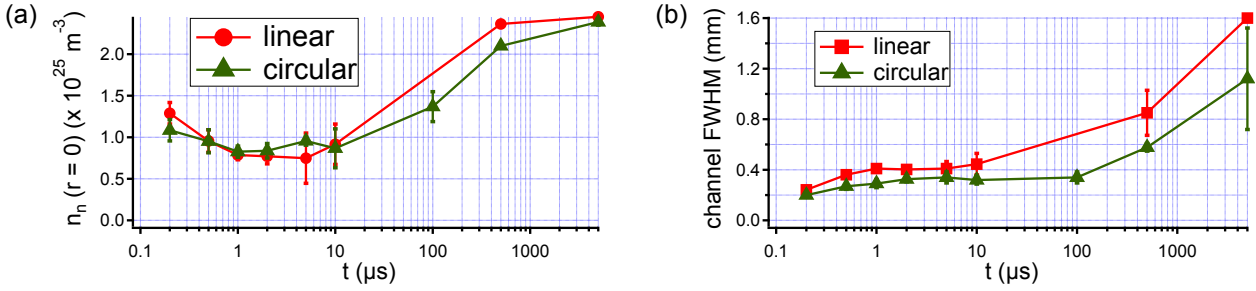 (a)
n_n (r = 0) (x 10^25 m^-3)
2.0
1.5
1.0
0.5
0.0
linear
circular
0.1
1
10
100
1000
t (µs)
(b)
channel FWHM (mm)
1.6
1.2
0.8
0.4
0.0
linear
circular
0.1
1
10
100
1000
t (µs)